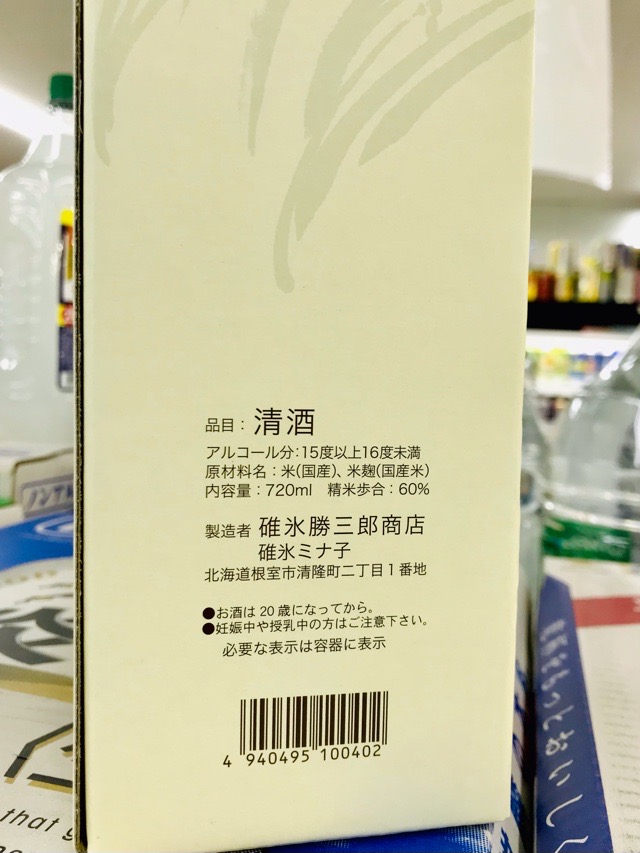 品目：清酒
アルコール分：15度以上16度未満
原材料名：米(国産)、米麹(国産米)
内容量：720ml　精米歩合：60%
製造者 碓氷勝三郎商店
碓氷ミナ子
北海道根室市清隆町二丁目1番地
●お酒は20歳になってから。
●妊娠中や授乳中の方はご注意下さい。
必要な表示は容器に表示
4 940495 100402
that